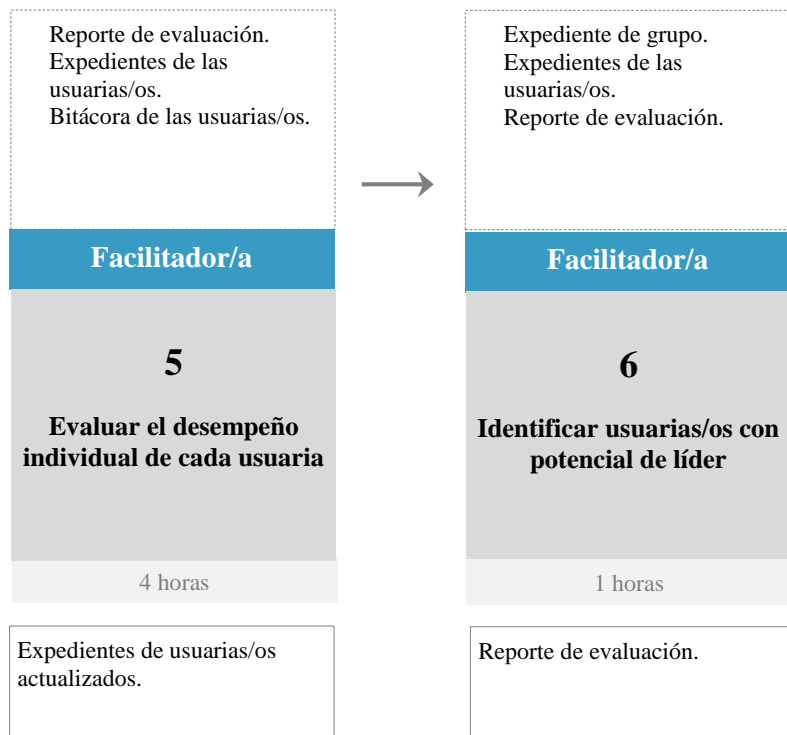 Reporte de evaluación.
Expedientes de las
usuarias/os.
Bitácora de las usuarias/os.
Facilitador/a
5
Evaluar el desempeño
individual de cada usuaria
4 horas
Expedientes de usuarias/os
actualizados.
Expediente de grupo.
Expedientes de las
usuarias/os.
Reporte de evaluación.
Facilitador/a
6
Identificar usuarias/os con
potencial de líder
1 horas
Reporte de evaluación.